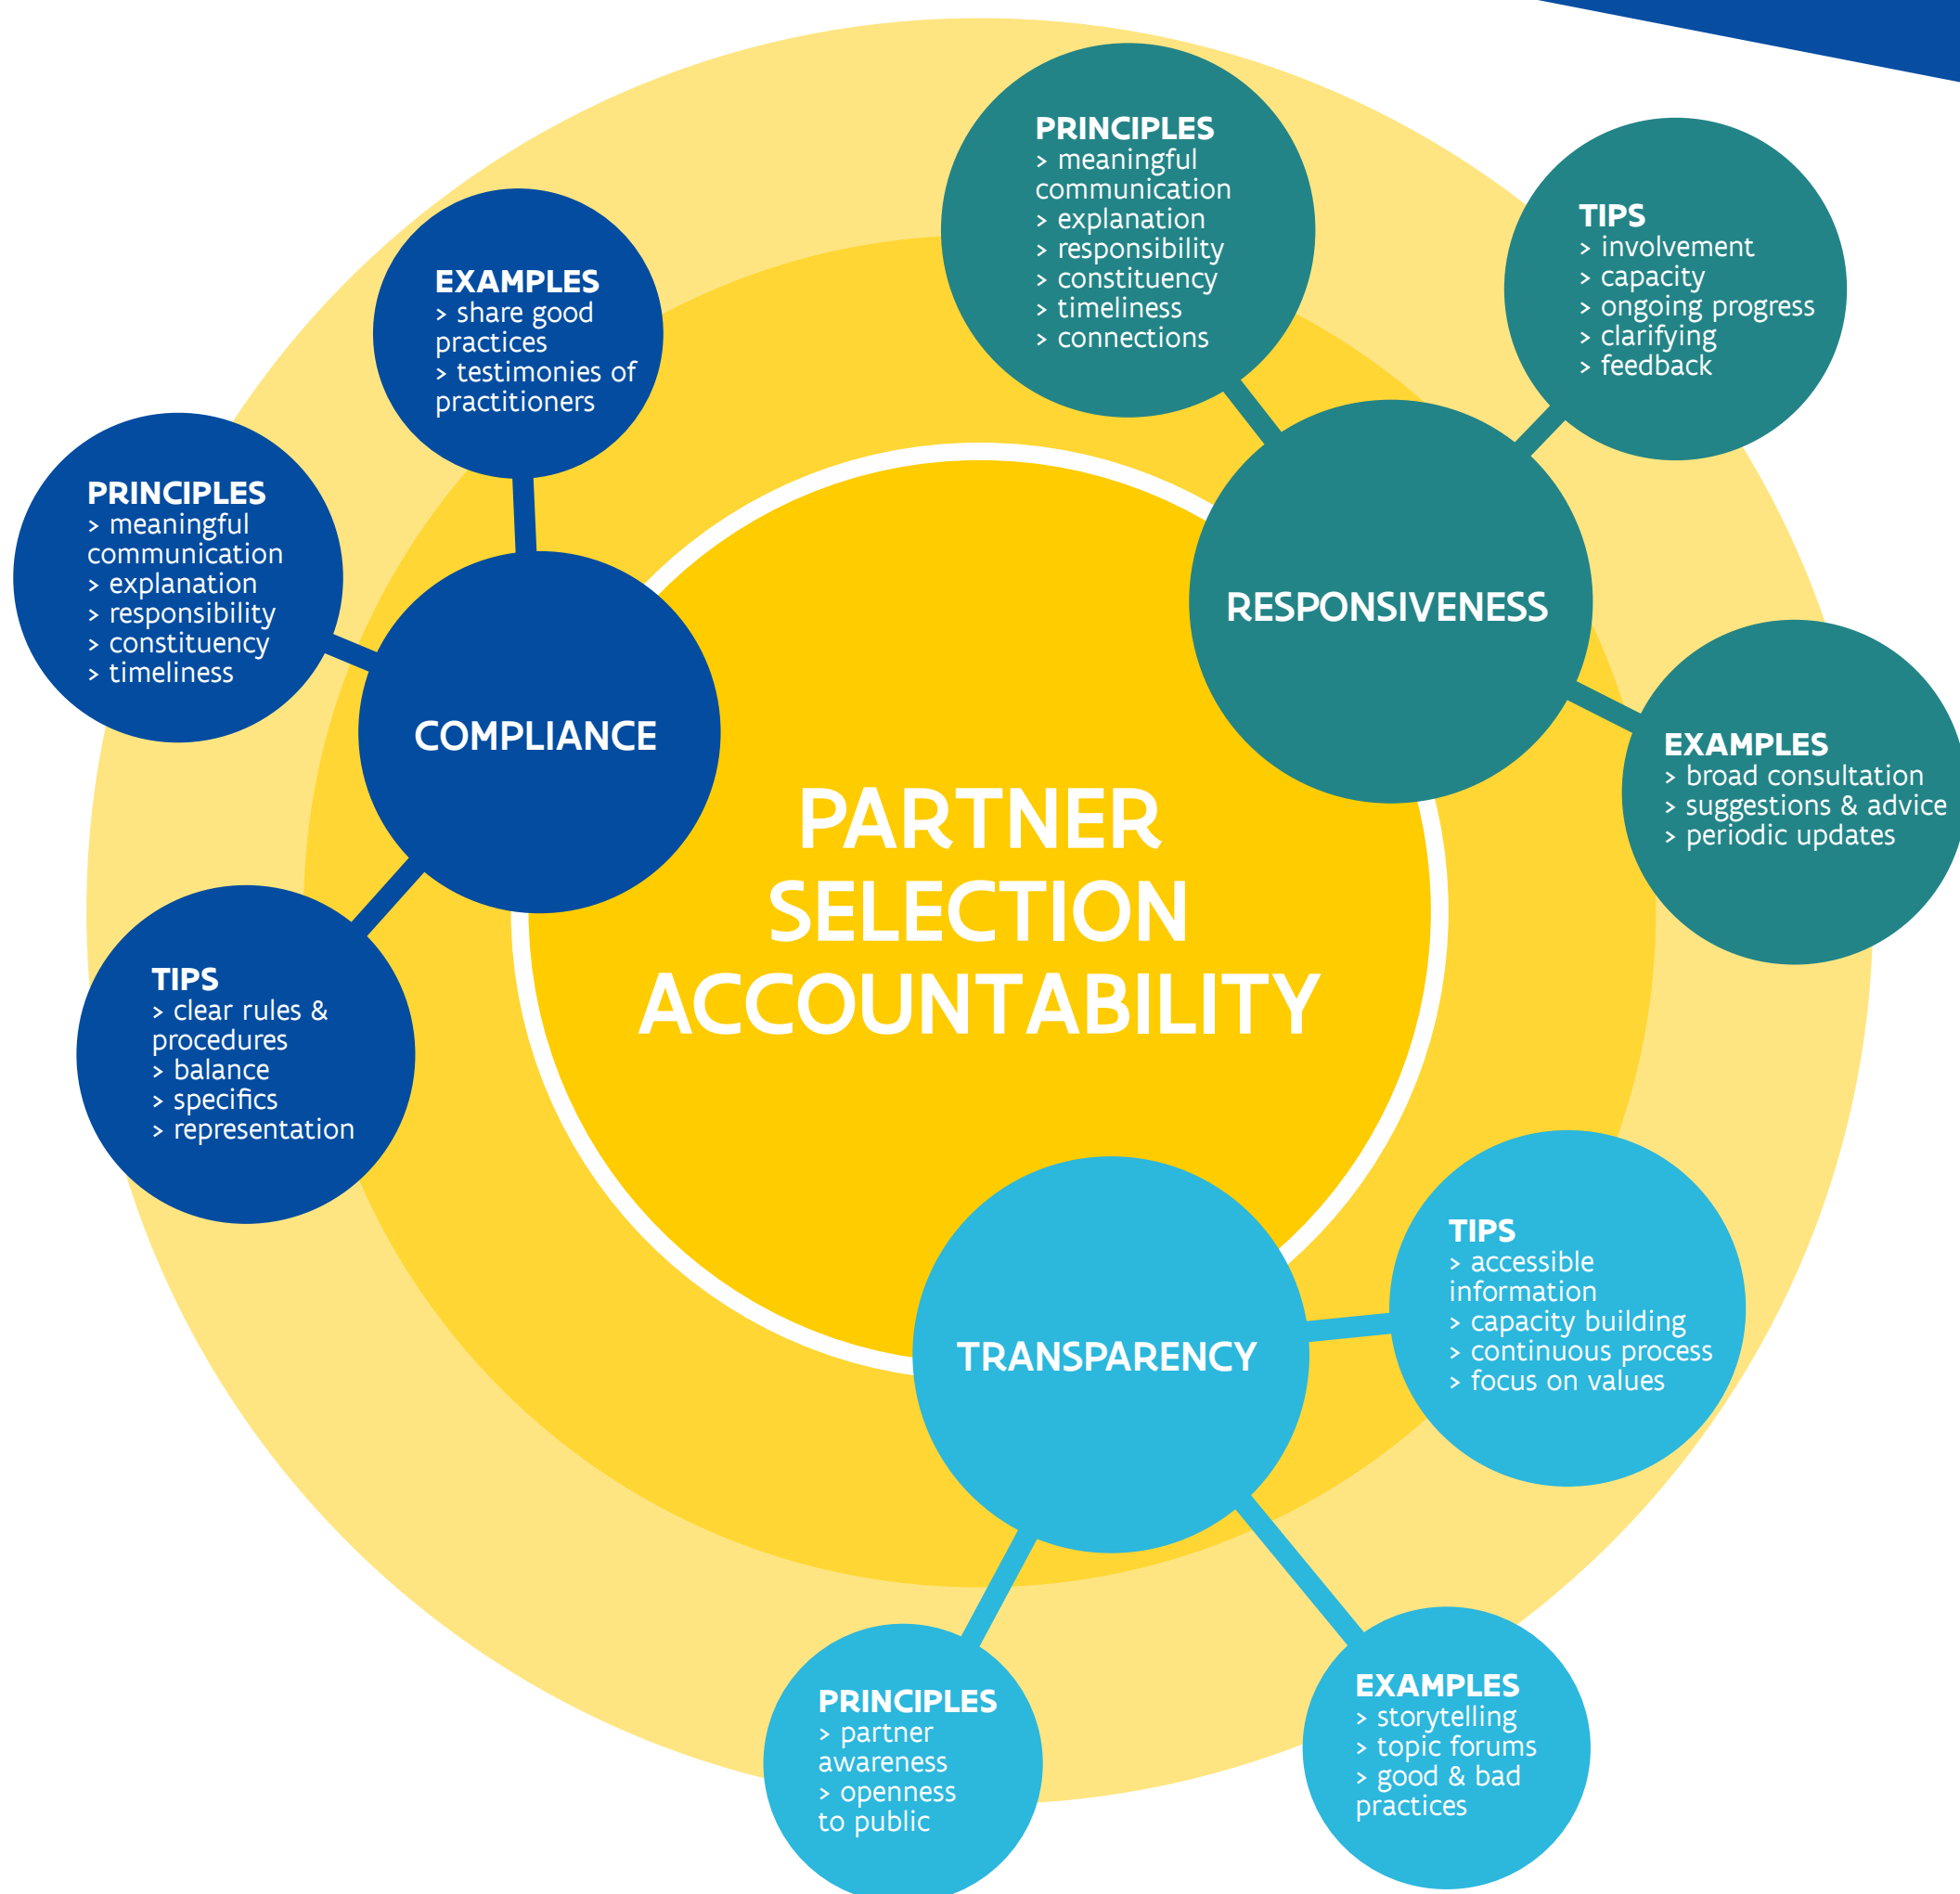 PRINCIPLES
> meaningful
communication
> explanation
> responsibility
> constituency
> timeliness
> connections
TIPS
> involvement
> capacity
> ongoing progress
> clarifying
> feedback
EXAMPLES
> share good
practices
> testimonies of
practitioners
PRINCIPLES
> meaningful
communication
> explanation
> responsibility
> constituency
> timeliness
RESPONSIVENESS
COMPLIANCE
EXAMPLES
> broad consultation
> suggestions & advice
> periodic updates
PARTNER
SELECTION
ACCOUNTABILITY
TIPS
> clear rules &
procedures
> balance
> specifics
> representation
TRANSPARENCY
TIPS
> accessible
information
> capacity building
> continuous process
> focus on values
PRINCIPLES
> partner
awareness
> openness
to public
EXAMPLES
> storytelling
> topic forums
> good & bad
practices